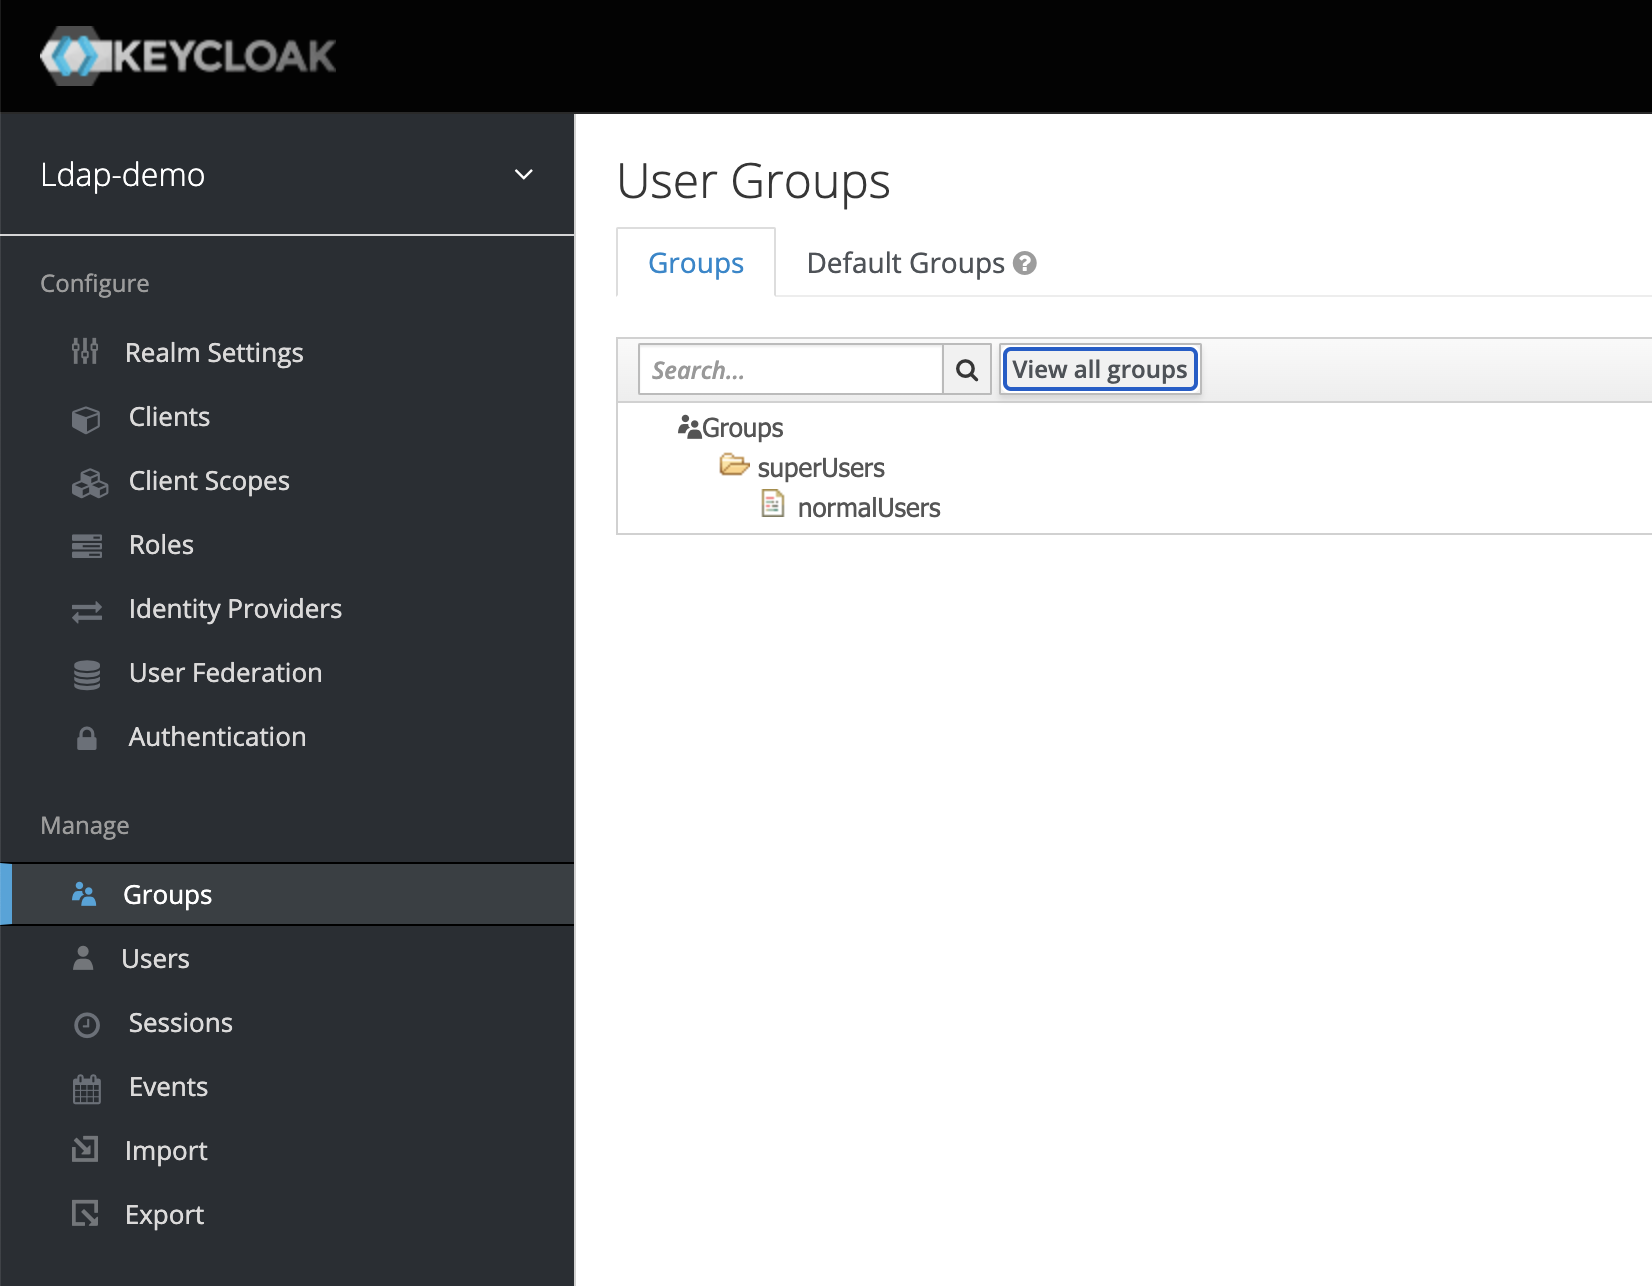 KEYCLOAK
Ldap-demo
Configure
Realm Settings
Clients
Client Scopes
Roles
Identity Providers
User Federation
Authentication
Manage
Groups
Users
Sessions
Events
Import
Export
User Groups
Groups Default Groups ?
Search... View all groups
Groups
superUsers
normalUsers